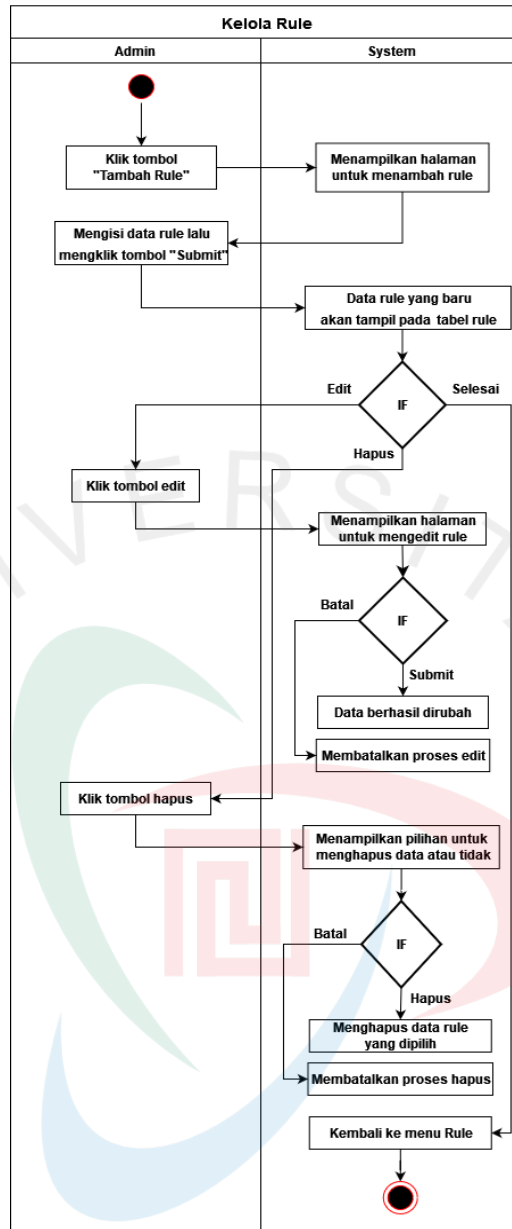 Kelola Rule
Admin
System
Klik tombol
"Tambah Rule"
Menampilkan halaman
untuk menambah rule
Mengisi data rule lalu
mengklik tombol "Submit"
Data rule yang baru
akan tampil pada tabel rule
Edit
IF
Selesai
Hapus
Klik tombol edit
Menampilkan halaman
untuk mengedit rule
Batal
IF
Submit
Data berhasil dirubah
Membatalkan proses edit
Klik tombol hapus
Menampilkan pilihan untuk
menghapus data atau tidak
Batal
IF
Hapus
Menghapus data rule
yang dipilih
Membatalkan proses hapus
Kembali ke menu Rule
IVERSIT